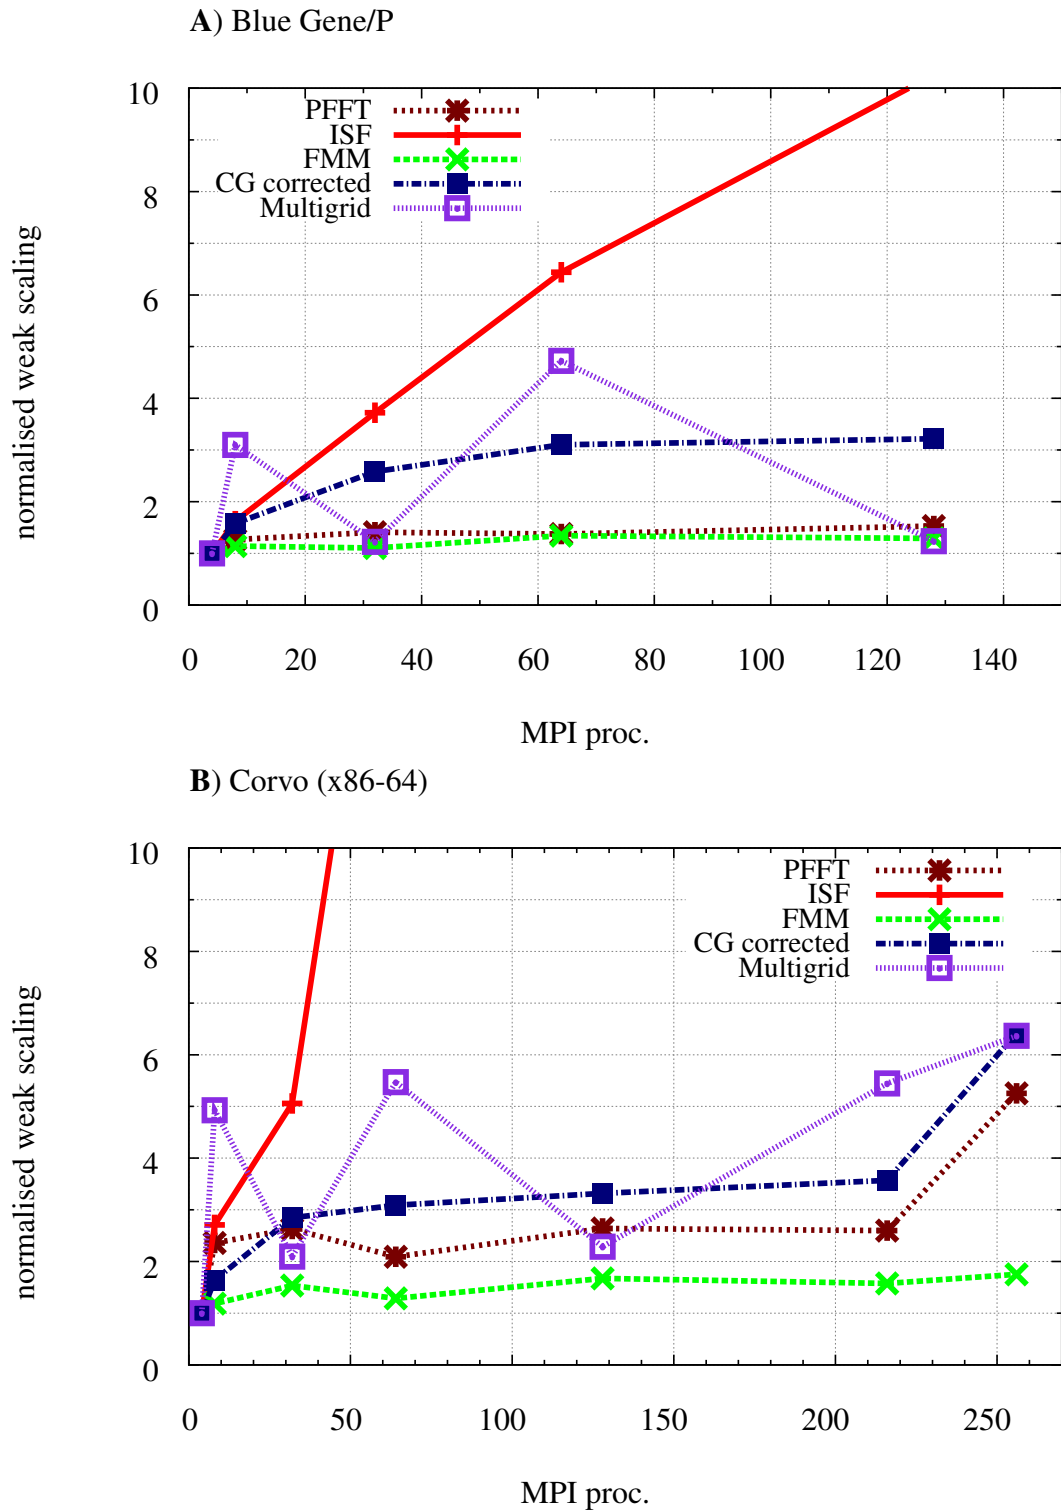 A) Blue Gene/P
normalised weak scaling
10
8
6
4
2
0
PFFT
ISF
FMM
CG corrected
Multigrid
0 20 40 60 80 100 120 140
MPI proc.
B) Corvo (x86-64)
normalised weak scaling
10
8
6
4
2
0
PFFT
ISF
FMM
CG corrected
Multigrid
0 50 100 150 200 250
MPI proc.